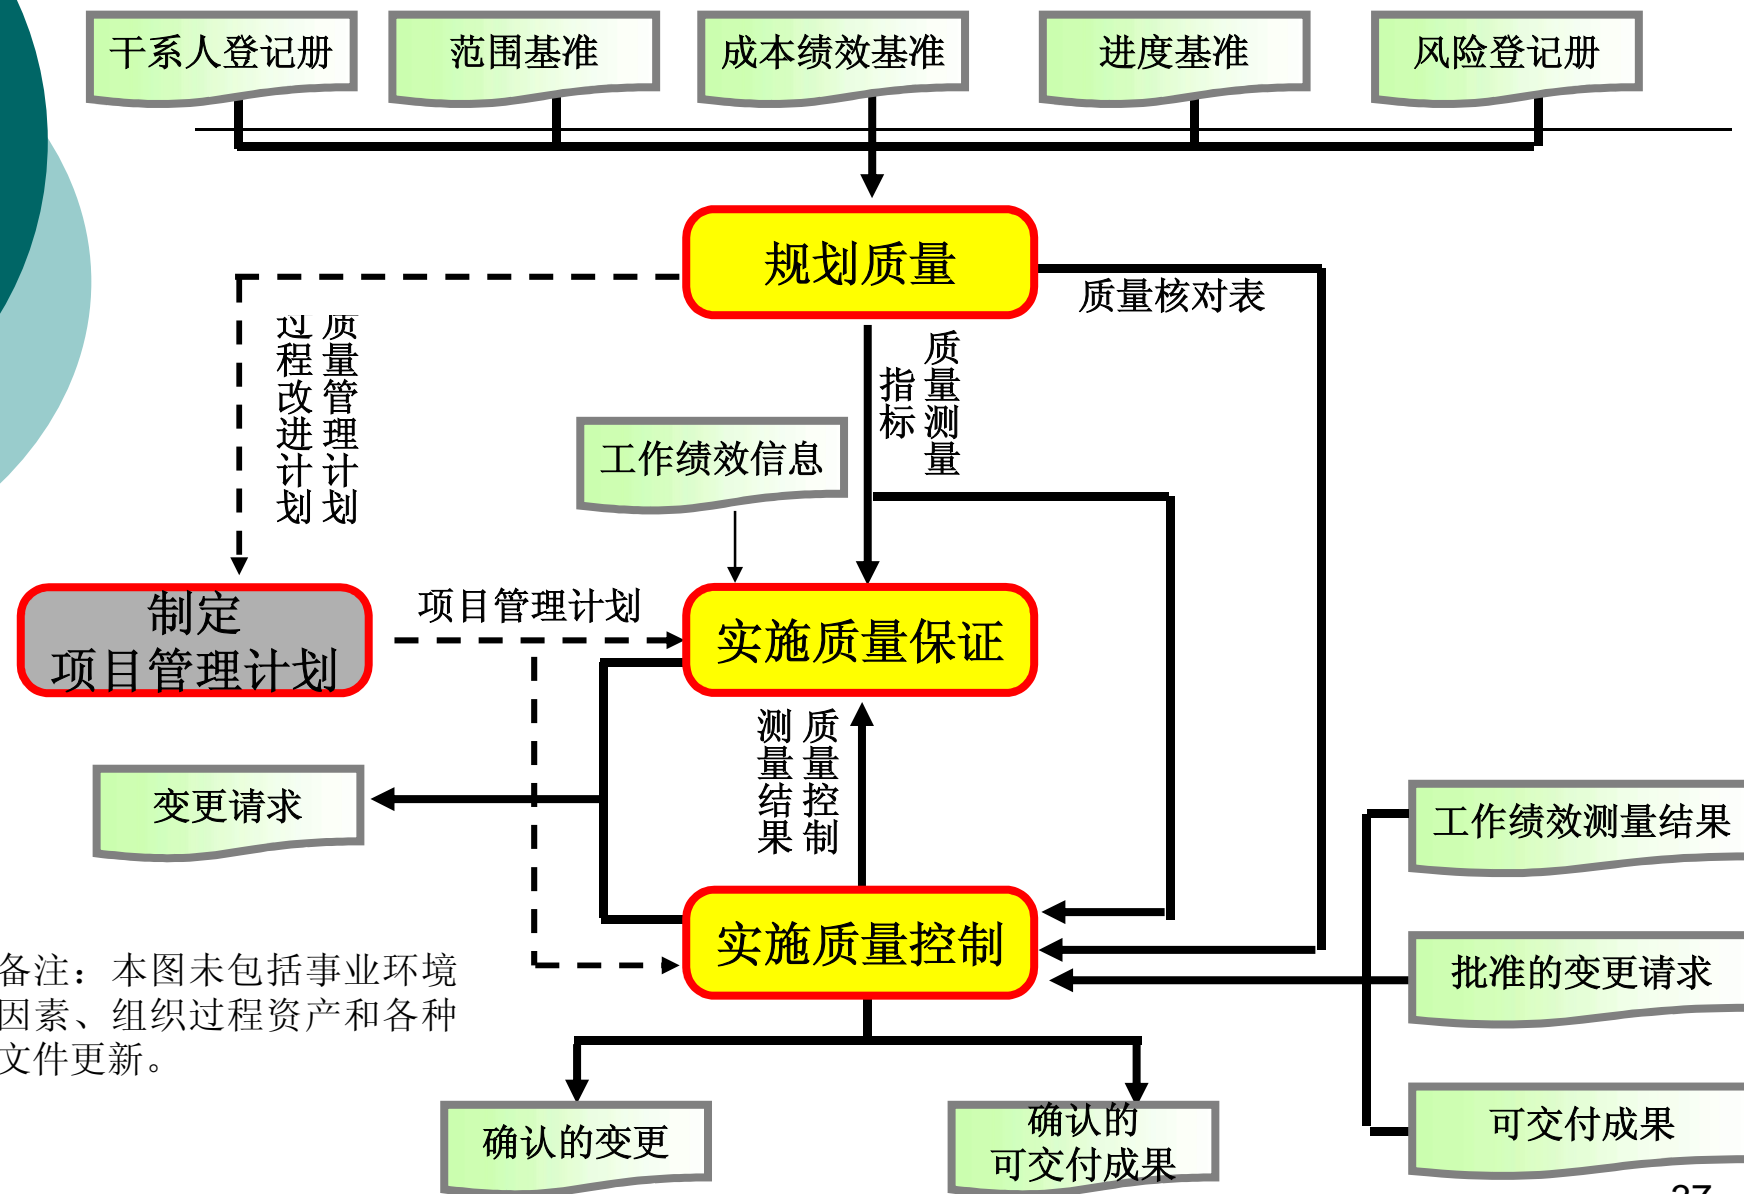 干系人登记册
范围基准
成本绩效基准
进度基准
风险登记册
规划质量
质量核对表
质量管理计划
过程改进计划
质量测量
指标
工作绩效信息
制定
项目管理计划
项目管理计划
实施质量保证
质量控制
测量结果
变更请求
工作绩效测量结果
实施质量控制
批准的变更请求
备注：本图未包括事业环境
因素、组织过程资产和各种
文件更新。
确认的变更
确认的
可交付成果
可交付成果